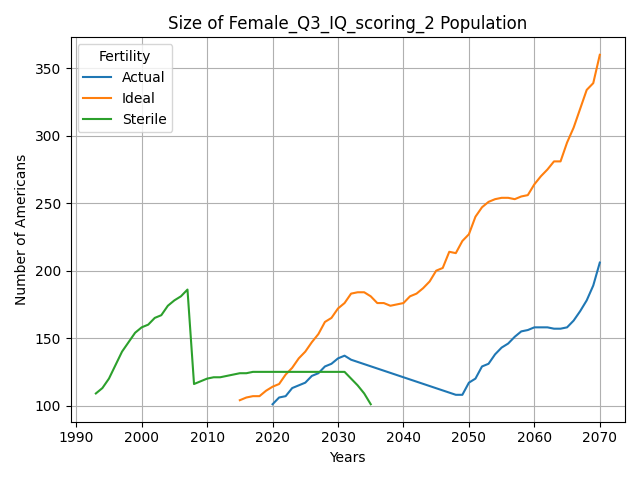 Size of Female_Q3_IQ_scoring_2 Population
Fertility
Actual
Ideal
Sterile
Number of Americans
350
300
250
200
150
100
1990 2000 2010 2020 2030 2040 2050 2060 2070
Years